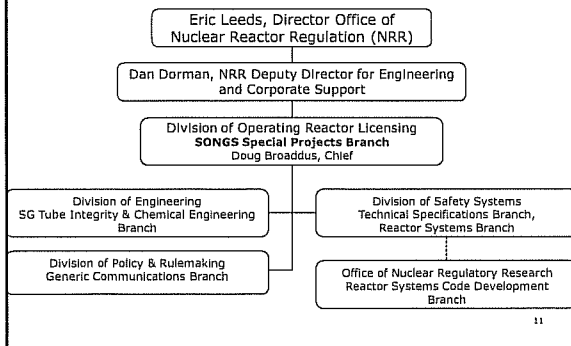 Eric Leeds, Director Office of
Nuclear Reactor Regulation (NRR)
Dan Dorman, NRR Deputy Director for Engineering
and Corporate Support
Division of Operating Reactor Licensing
SONGS Special Projects Branch
Doug Broaddus, Chief
Division of Engineering
SG Tube Integrity & Chemical Engineering
Branch
Division of Safety Systems
Technical Specifications Branch,
Reactor Systems Branch
Division of Policy & Rulemaking
Generic Communications Branch
Office of Nuclear Regulatory Research
Reactor Systems Code Development
Branch
11